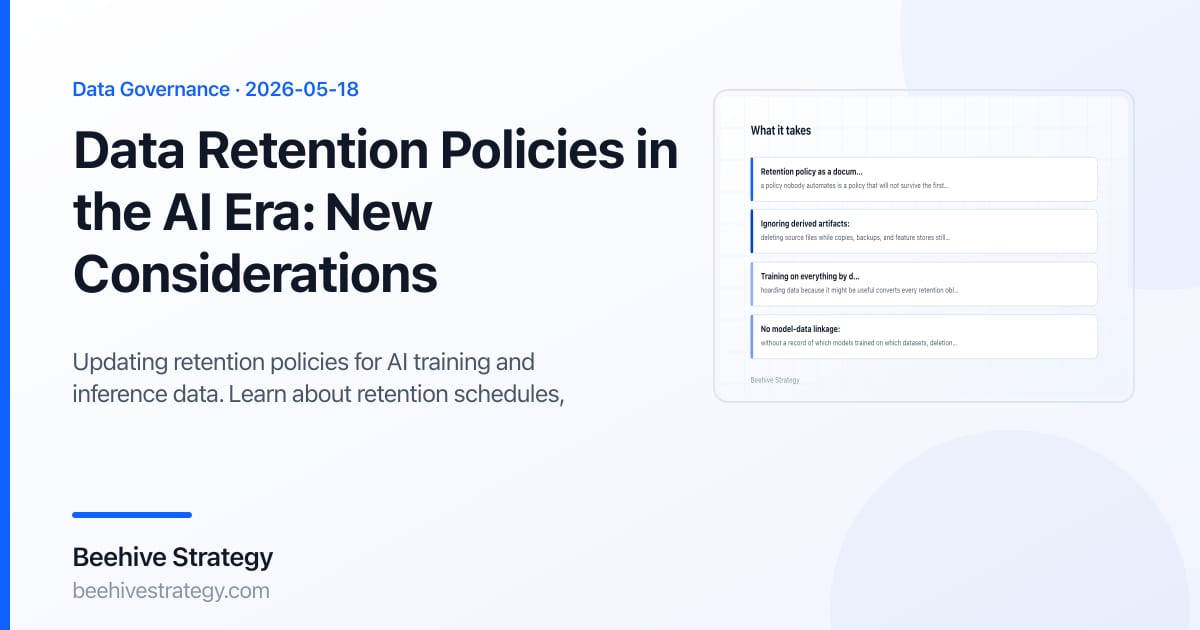 Data Governance · 2026-05-18
Data Retention Policies in
the AI Era: New
Considerations
Updating retention policies for AI training and
inference data. Learn about retention schedules,
Beehive Strategy
beehivestrategy.com
What it takes
Retention policy as a docum...
a policy nobody automates is a policy that will not survive the first...
Ignoring derived artifacts:
deleting source files while copies, backups, and feature stores still...
Training on everything by d...
hoarding data because it might be useful converts every retention obl...
No model-data linkage:
without a record of which models trained on which datasets, deletion...
Beehive Strategy